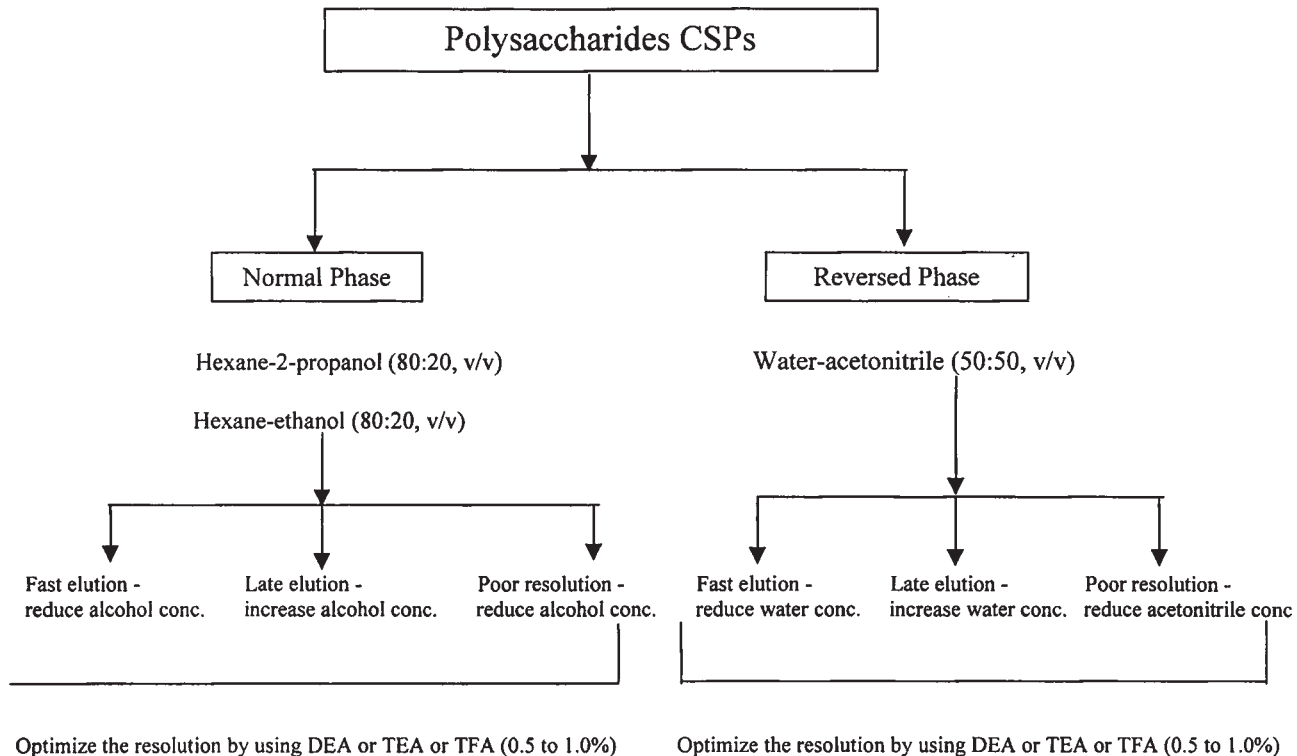 Polysaccharides CSPs
Normal Phase
Reversed Phase
Hexane-2-propanol (80:20, v/v)
Hexane-ethanol (80:20, v/v)
Water-acetonitrile (50:50, v/v)
Fast elution -
reduce alcohol conc.
Late elution -
increase alcohol conc.
Poor resolution -
reduce alcohol conc.
Fast elution -
reduce water conc.
Late elution -
increase water conc.
Poor resolution -
reduce acetonitrile conc
Optimize the resolution by using DEA or TEA or TFA (0.5 to 1.0%)
Optimize the resolution by using DEA or TEA or TFA (0.5 to 1.0%)